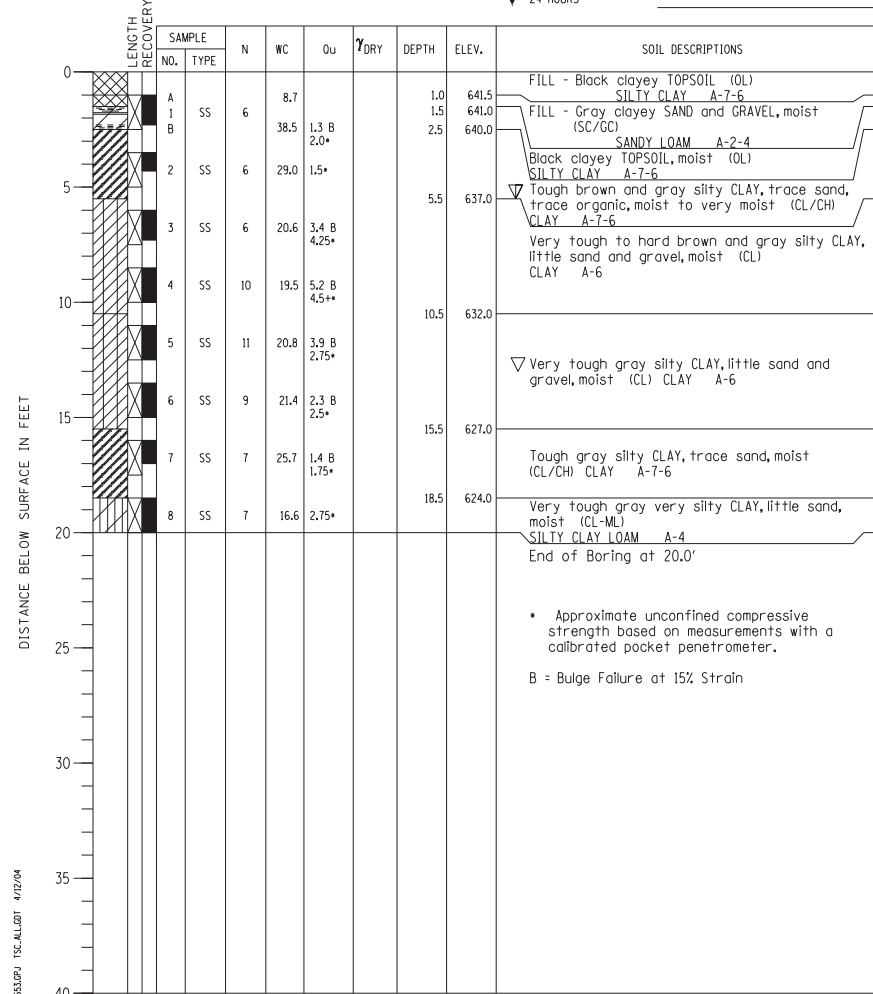 24 HOURS
LENGTH
RECOVERY
SAMPLE
NO. TYPE N WC Qu γDRY DEPTH ELEV. SOIL DESCRIPTIONS
0
FILL - Black clayey TOPSOIL (OL)
A 8.7 1.0 641.5 SILTY CLAY A-7-6
1 SS 6 1.5 641.0 FILL - Gray clayey SAND and GRAVEL, moist
B 38.5 1.3 B 2.5 640.0 (SC/GC)
2.0* SANDY LOAM A-2-4
Black clayey TOPSOIL, moist (OL)
2 SS 6 29.0 1.5* SILTY CLAY A-7-6
5
Tough brown and gray silty CLAY, trace sand,
5.5 637.0 trace organic, moist to very moist (CL/CH)
CLAY A-7-6
3 SS 6 20.6 3.4 B
4.25*
Very tough to hard brown and gray silty CLAY,
little sand and gravel, moist (CL)
CLAY A-6
4 SS 10 19.5 5.2 B
4.5+*
10
10.5 632.0
5 SS 11 20.8 3.9 B
2.75*
Very tough gray silty CLAY, little sand and
gravel, moist (CL) CLAY A-6
6 SS 9 21.4 2.3 B
2.5*
15
15.5 627.0
7 SS 7 25.7 1.4 B
1.75*
Tough gray silty CLAY, trace sand, moist
(CL/CH) CLAY A-7-6
18.5 624.0
Very tough gray very silty CLAY, little sand,
8 SS 7 16.6 2.75* moist (CL-ML)
SILTY CLAY LOAM A-4
20
End of Boring at 20.0'
* Approximate unconfined compressive
strength based on measurements with a
calibrated pocket penetrometer.
B = Bulge Failure at 15% Strain
25
30
35
40
DISTANCE BELOW SURFACE IN FEET
553.GPJ TSC_ALL.GDT 4/12/04